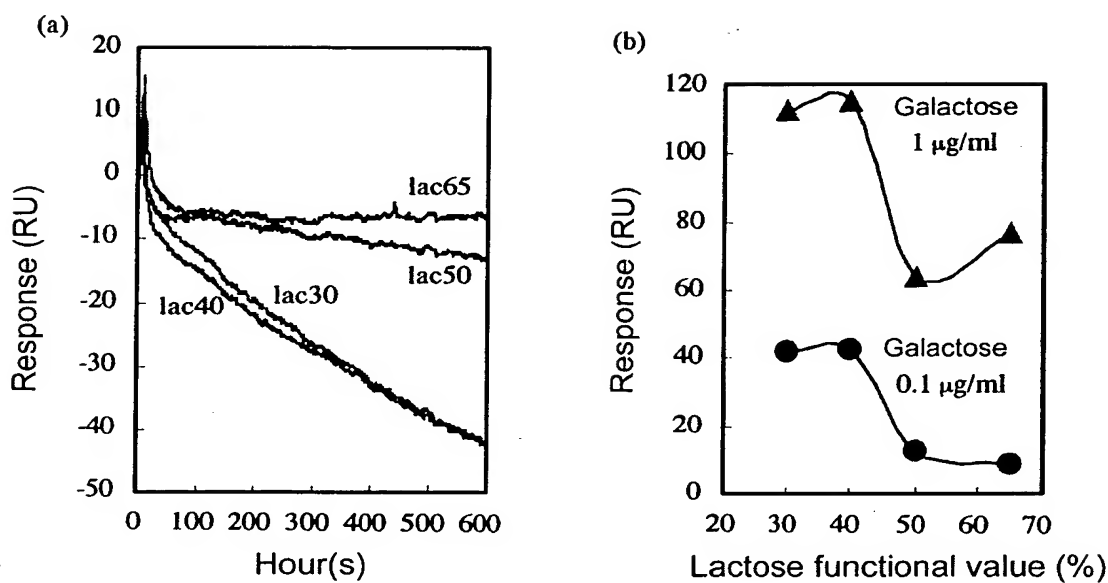 (a)
20
10
0
-10
-20
-30
-40
-50
Response (RU)
lac65
lac50
lac30
lac40
0 100 200 300 400 500 600
Hour(s)
(b)
120
100
80
60
40
20
0
Response (RU)
Galactose
1 μg/ml
Galactose
0.1 μg/ml
20 30 40 50 60 70
Lactose functional value (%)